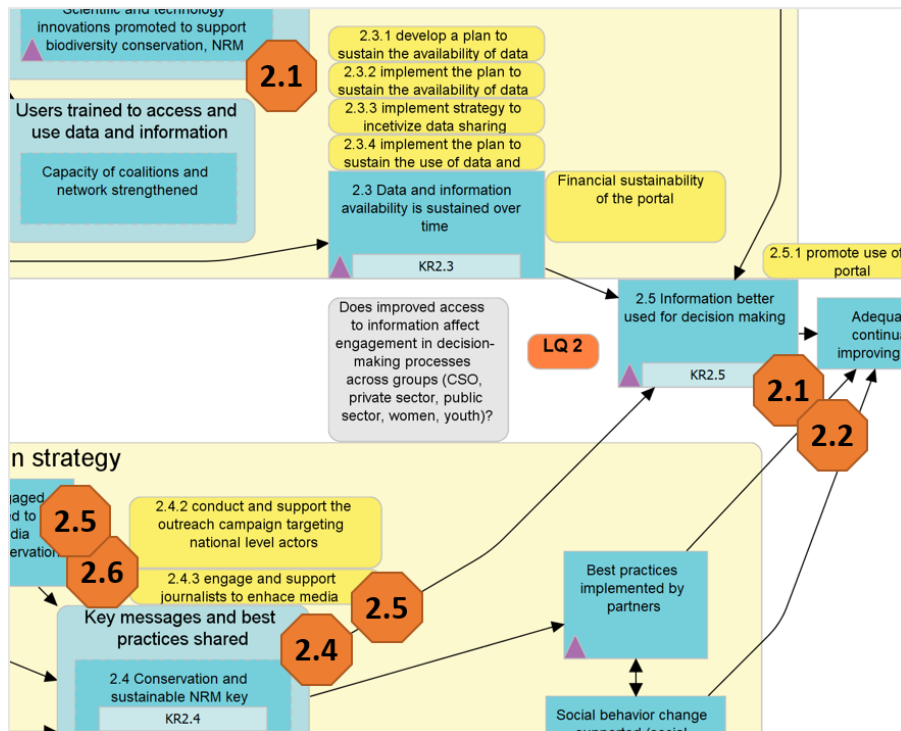 Scientific and technology
innovations promoted to support
biodiversity conservation, NRM
2.1
Users trained to access and
use data and information
Capacity of coalitions and
network strengthened
2.3.1 develop a plan to
sustain the availability of data
2.3.2 implement the plan to
sustain the availability of data
2.3.3 implement strategy to
incetivize data sharing
2.3.4 implement the plan to
sustain the use of data and
2.3 Data and information
availability is sustained over
time
KR2.3
Financial sustainability
of the portal
2.5.1 promote use of
portal
2.5 Information better
used for decision making
KR2.5
Adequa
continua
improving
2.1
2.2
Does improved access
to information affect
engagement in decision-
making processes
across groups (CSO,
private sector, public
sector, women, youth)?
LQ 2
n strategy
gaged
ed to
dia
ervation
2.5
2.6
2.4.2 conduct and support the
outreach campaign targeting
national level actors
2.4.3 engage and support
journalists to enhace media
2.5
Key messages and best
practices shared
2.4
2.4 Conservation and
sustainable NRM key
KR2.4
Best practices
implemented by
partners
Social behavior change
supported (social